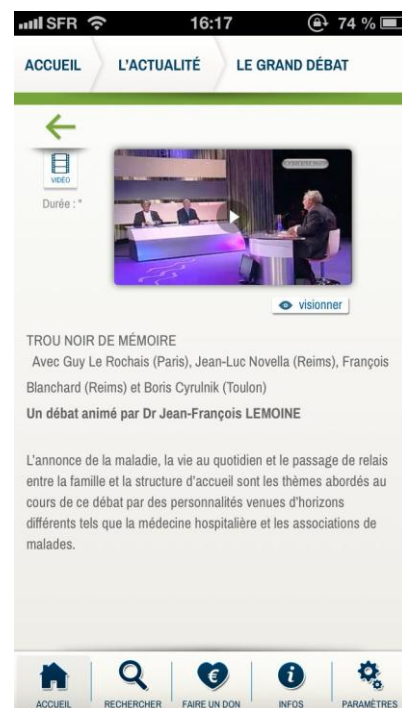 SFR 16:17 74 %
ACCUEIL L'ACTUALITÉ LE GRAND DÉBAT
VIDÉO
Durée : "
visionner
TROU NOIR DE MÉMOIRE
Avec Guy Le Rochais (Paris), Jean-Luc Novella (Reims), François
Blanchard (Reims) et Boris Cyrulnik (Toulon)
Un débat animé par Dr Jean-François LEMOINE
L'annonce de la maladie, la vie au quotidien et le passage de relais
entre la famille et la structure d'accueil sont les thèmes abordés au
cours de ce débat par des personnalités venues d'horizons
différents tels que la médecine hospitalière et les associations de
malades.
ACCUEIL RECHERCHER FAIRE UN DON INFOS PARAMÈTRES